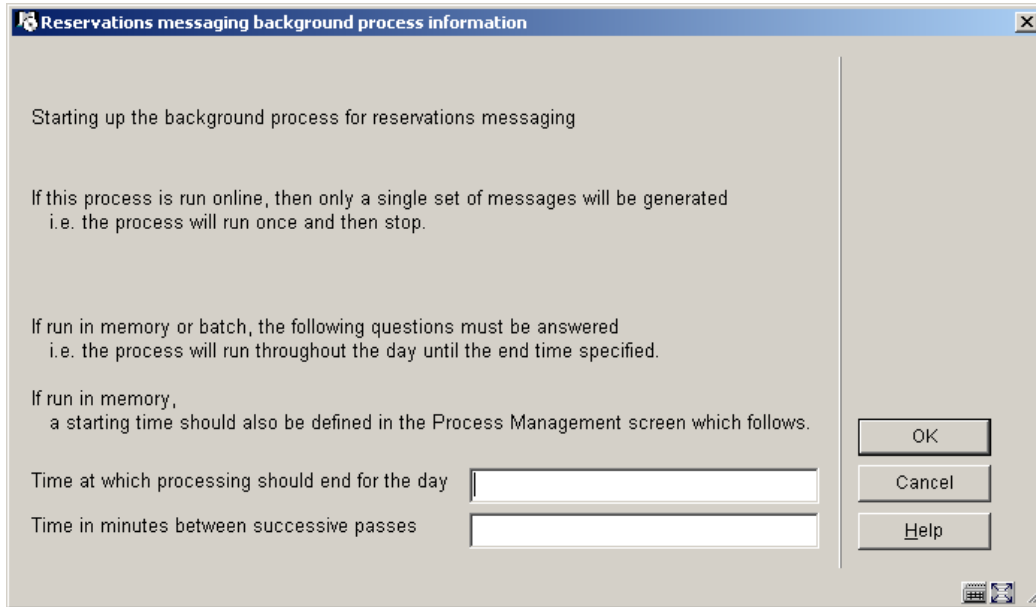 Reservations messaging background process information
Starting up the background process for reservations messaging
If this process is run online, then only a single set of messages will be generated
i.e. the process will run once and then stop.
If run in memory or batch, the following questions must be answered
i.e. the process will run throughout the day until the end time specified.
If run in memory,
a starting time should also be defined in the Process Management screen which follows.
OK
Time at which processing should end for the day
Cancel
Time in minutes between successive passes
Help